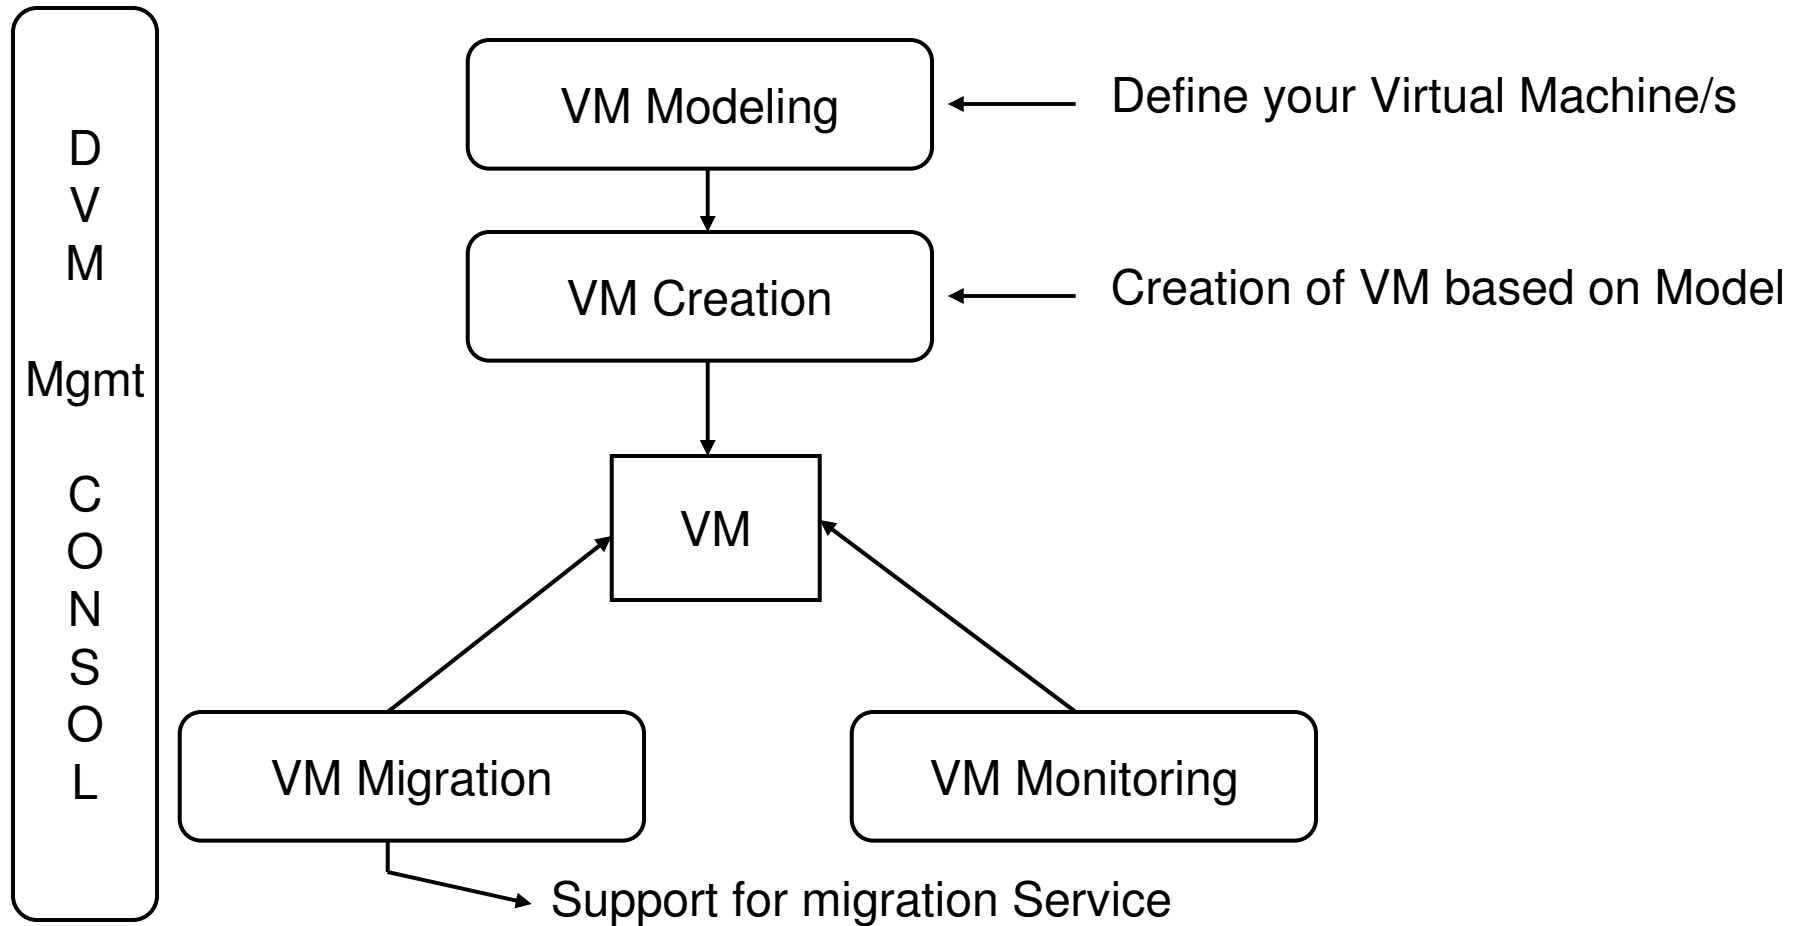 D
V
M
Mgmt
C
O
N
S
O
L
VM Modeling
Define your Virtual Machine/s
VM Creation
Creation of VM based on Model
VM
VM Migration
VM Monitoring
Support for migration Service